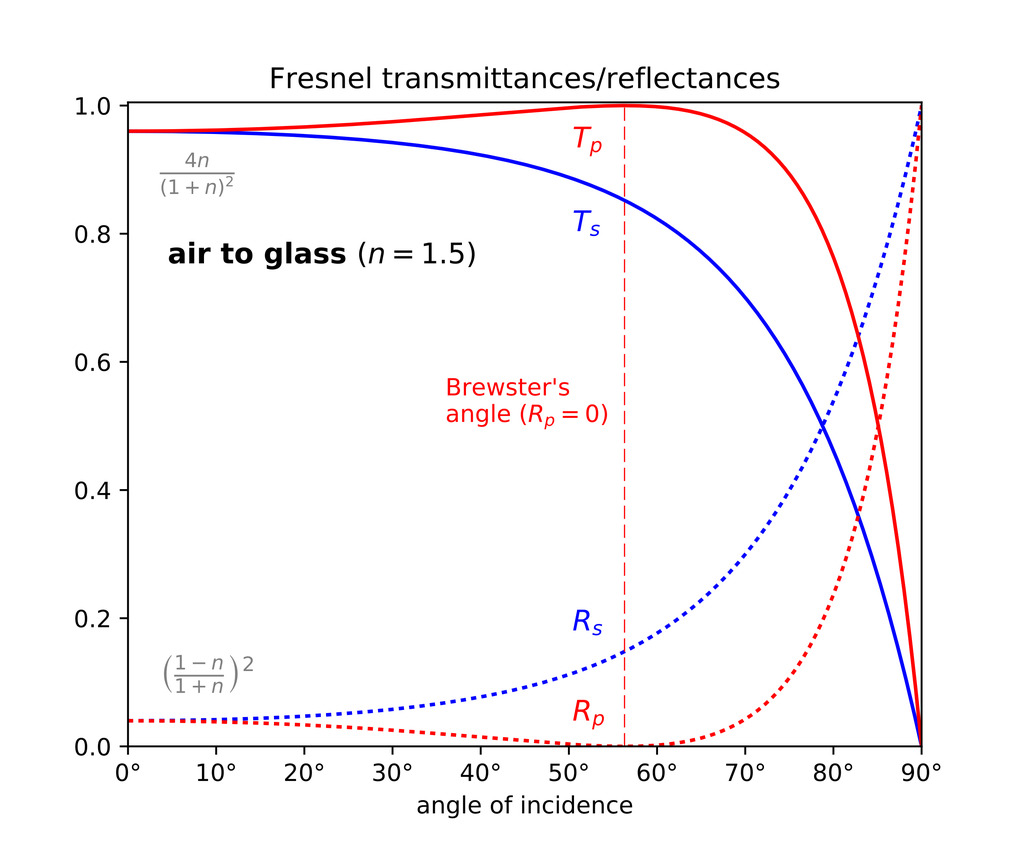 Fresnel transmittances/reflectances
1.0
0.8
0.6
0.4
0.2
0.0
T_p
4n/(1 + n)²
T_s
air to glass (n = 1.5)
Brewster's
angle (R_p = 0)
R_s
((1 − n)/(1 + n))²
R_p
0° 10° 20° 30° 40° 50° 60° 70° 80° 90°
angle of incidence